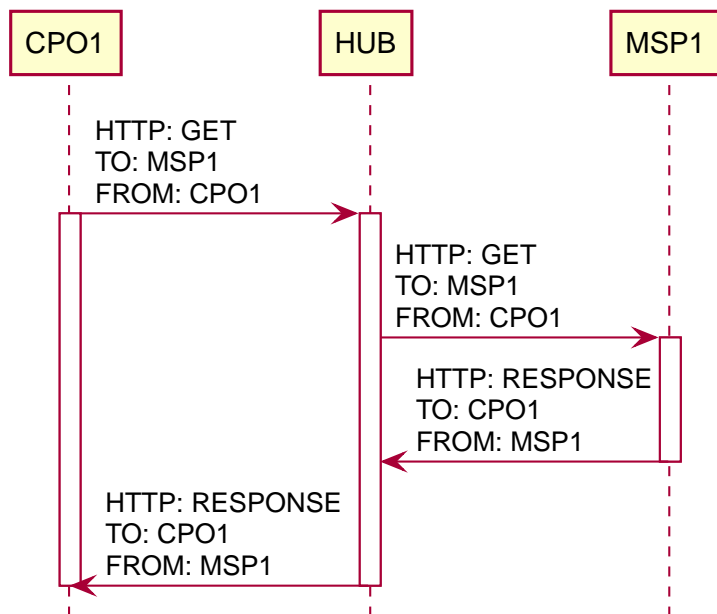 CPO1
HUB
MSP1
HTTP: GET
TO: MSP1
FROM: CPO1
HTTP: GET
TO: MSP1
FROM: CPO1
HTTP: RESPONSE
TO: CPO1
FROM: MSP1
HTTP: RESPONSE
TO: CPO1
FROM: MSP1